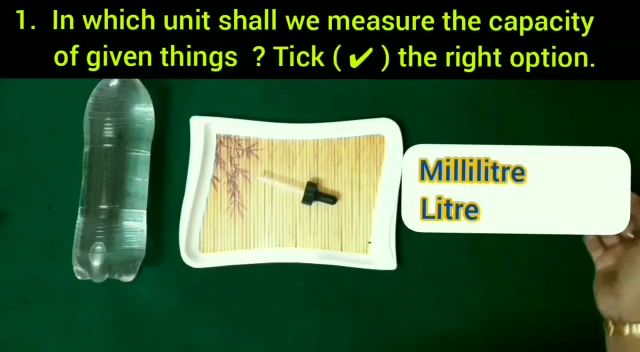 1. In which unit shall we measure the capacity
of given things ? Tick ( ✔ ) the right option.
Millilitre
Litre